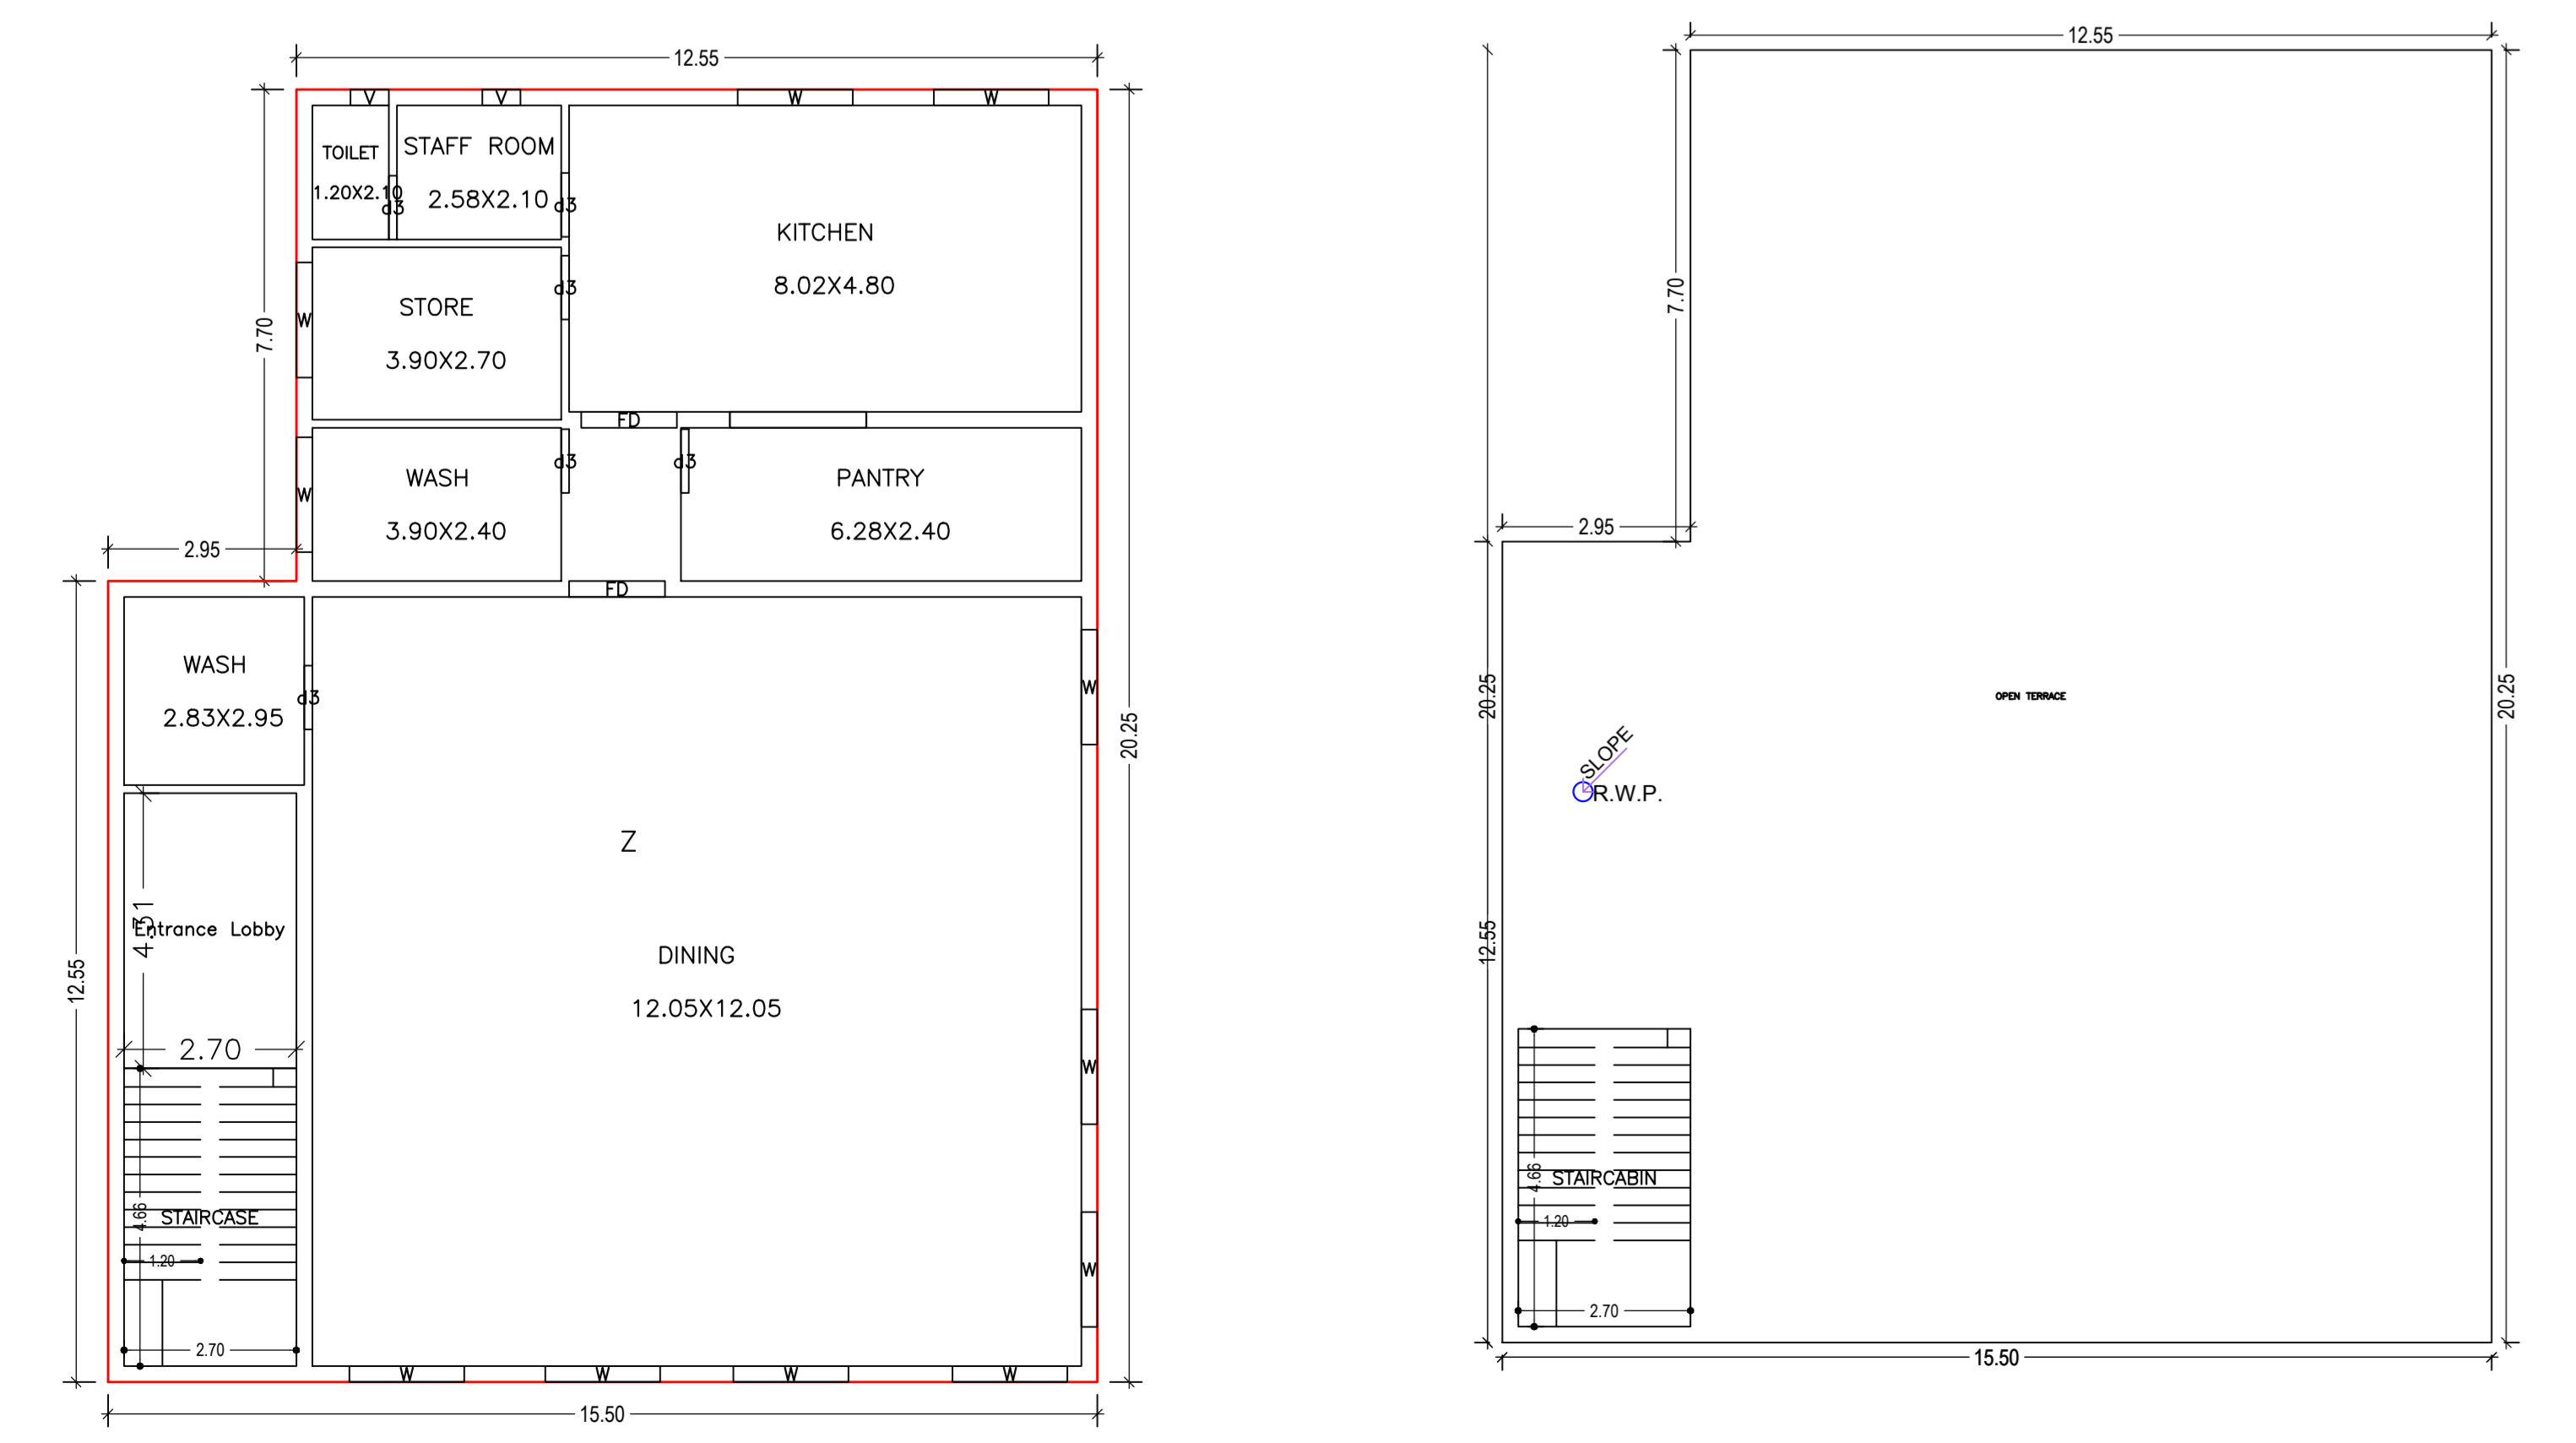 12.55
V
V
W
W
TOILET
1.20X2.10
d3
STAFF ROOM
2.58X2.10
d3
KITCHEN
8.02X4.80
7.70
W
STORE
3.90X2.70
d3
FD
W
WASH
3.90X2.40
d3
d3
PANTRY
6.28X2.40
2.95
FD
WASH
2.83X2.95
d3
W
20.25
Z
4.31
Entrance Lobby
DINING
12.05X12.05
12.55
2.70
W
4.66
STAIRCASE
1.20
W
2.70
W
W
W
W
15.50
12.55
7.70
2.95
20.25
OPEN TERRACE
20.25
SLOPE
R.W.P.
12.55
4.66
STAIRCABIN
1.20
2.70
15.50